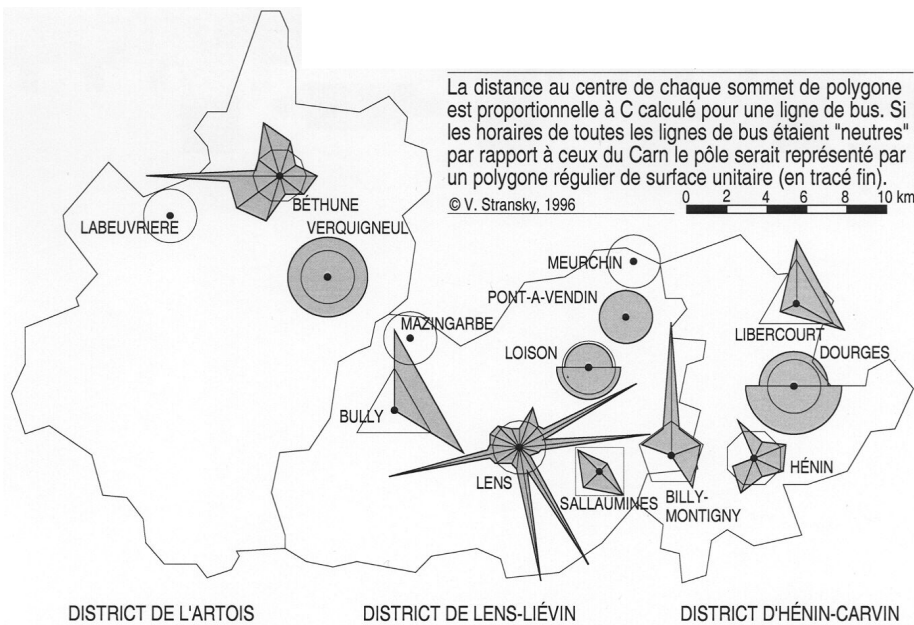 La distance au centre de chaque sommet de polygone
est proportionnelle à C calculé pour une ligne de bus. Si
les horaires de toutes les lignes de bus étaient "neutres"
par rapport à ceux du Carn le pôle serait représenté par
un polygone régulier de surface unitaire (en tracé fin).
© V. Stransky, 1996
0 2 4 6 8 10 km
BÉTHUNE
LABEUVRIERE
VERQUIGNEUL
MEURCHIN
PONT-A-VENDIN
MAZINGARBE
LIBERCOURT
LOISON
DOURGES
BULLY
LENS
HÉNIN
SALLAUMINES
BILLY-
MONTIGNY
DISTRICT DE L'ARTOIS
DISTRICT DE LENS-LIÉVIN
DISTRICT D'HÉNIN-CARVIN